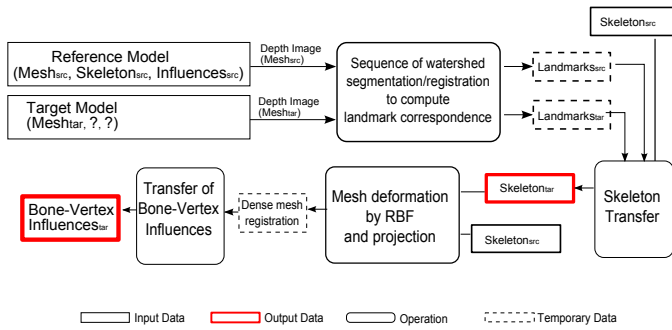 Skeletonsrc
Reference Model
(Meshsrc, Skeletonsrc, Influencessrc)
Depth Image
(Meshsrc)
Sequence of watershed
segmentation/registration
to compute
landmark correspondence
Landmarkssrc
Target Model
(Meshtar, ?, ?)
Depth Image
(Meshtar)
Landmarkstar
Bone-Vertex
Influencestar
Transfer of
Bone-Vertex
Influences
Dense mesh
registration
Mesh deformation
by RBF
and projection
Skeletontar
Skeletonsrc
Skeleton
Transfer
Input Data
Output Data
Operation
Temporary Data